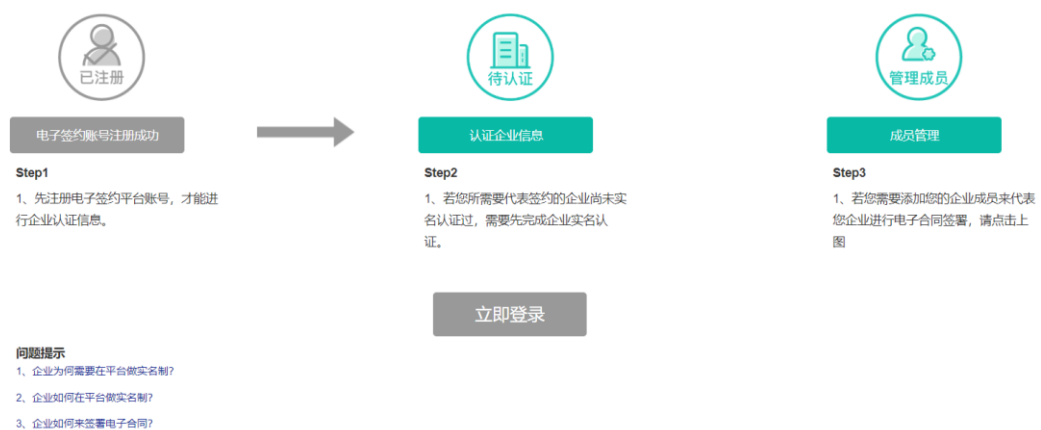 已注册
待认证
管理成员
电子签约账号注册成功
认证企业信息
成员管理
Step1
1、先注册电子签约平台账号，才能进
行企业认证信息。
Step2
1、若您所需要代表签约的企业尚未实
名认证过，需要先完成企业实名认
证。
Step3
1、若您需要添加您的企业成员来代表
您企业进行电子合同签署，请点击上
图
立即登录
问题提示
1、企业为何需要在平台做实名制?
2、企业如何在平台做实名制?
3、企业如何来签署电子合同?